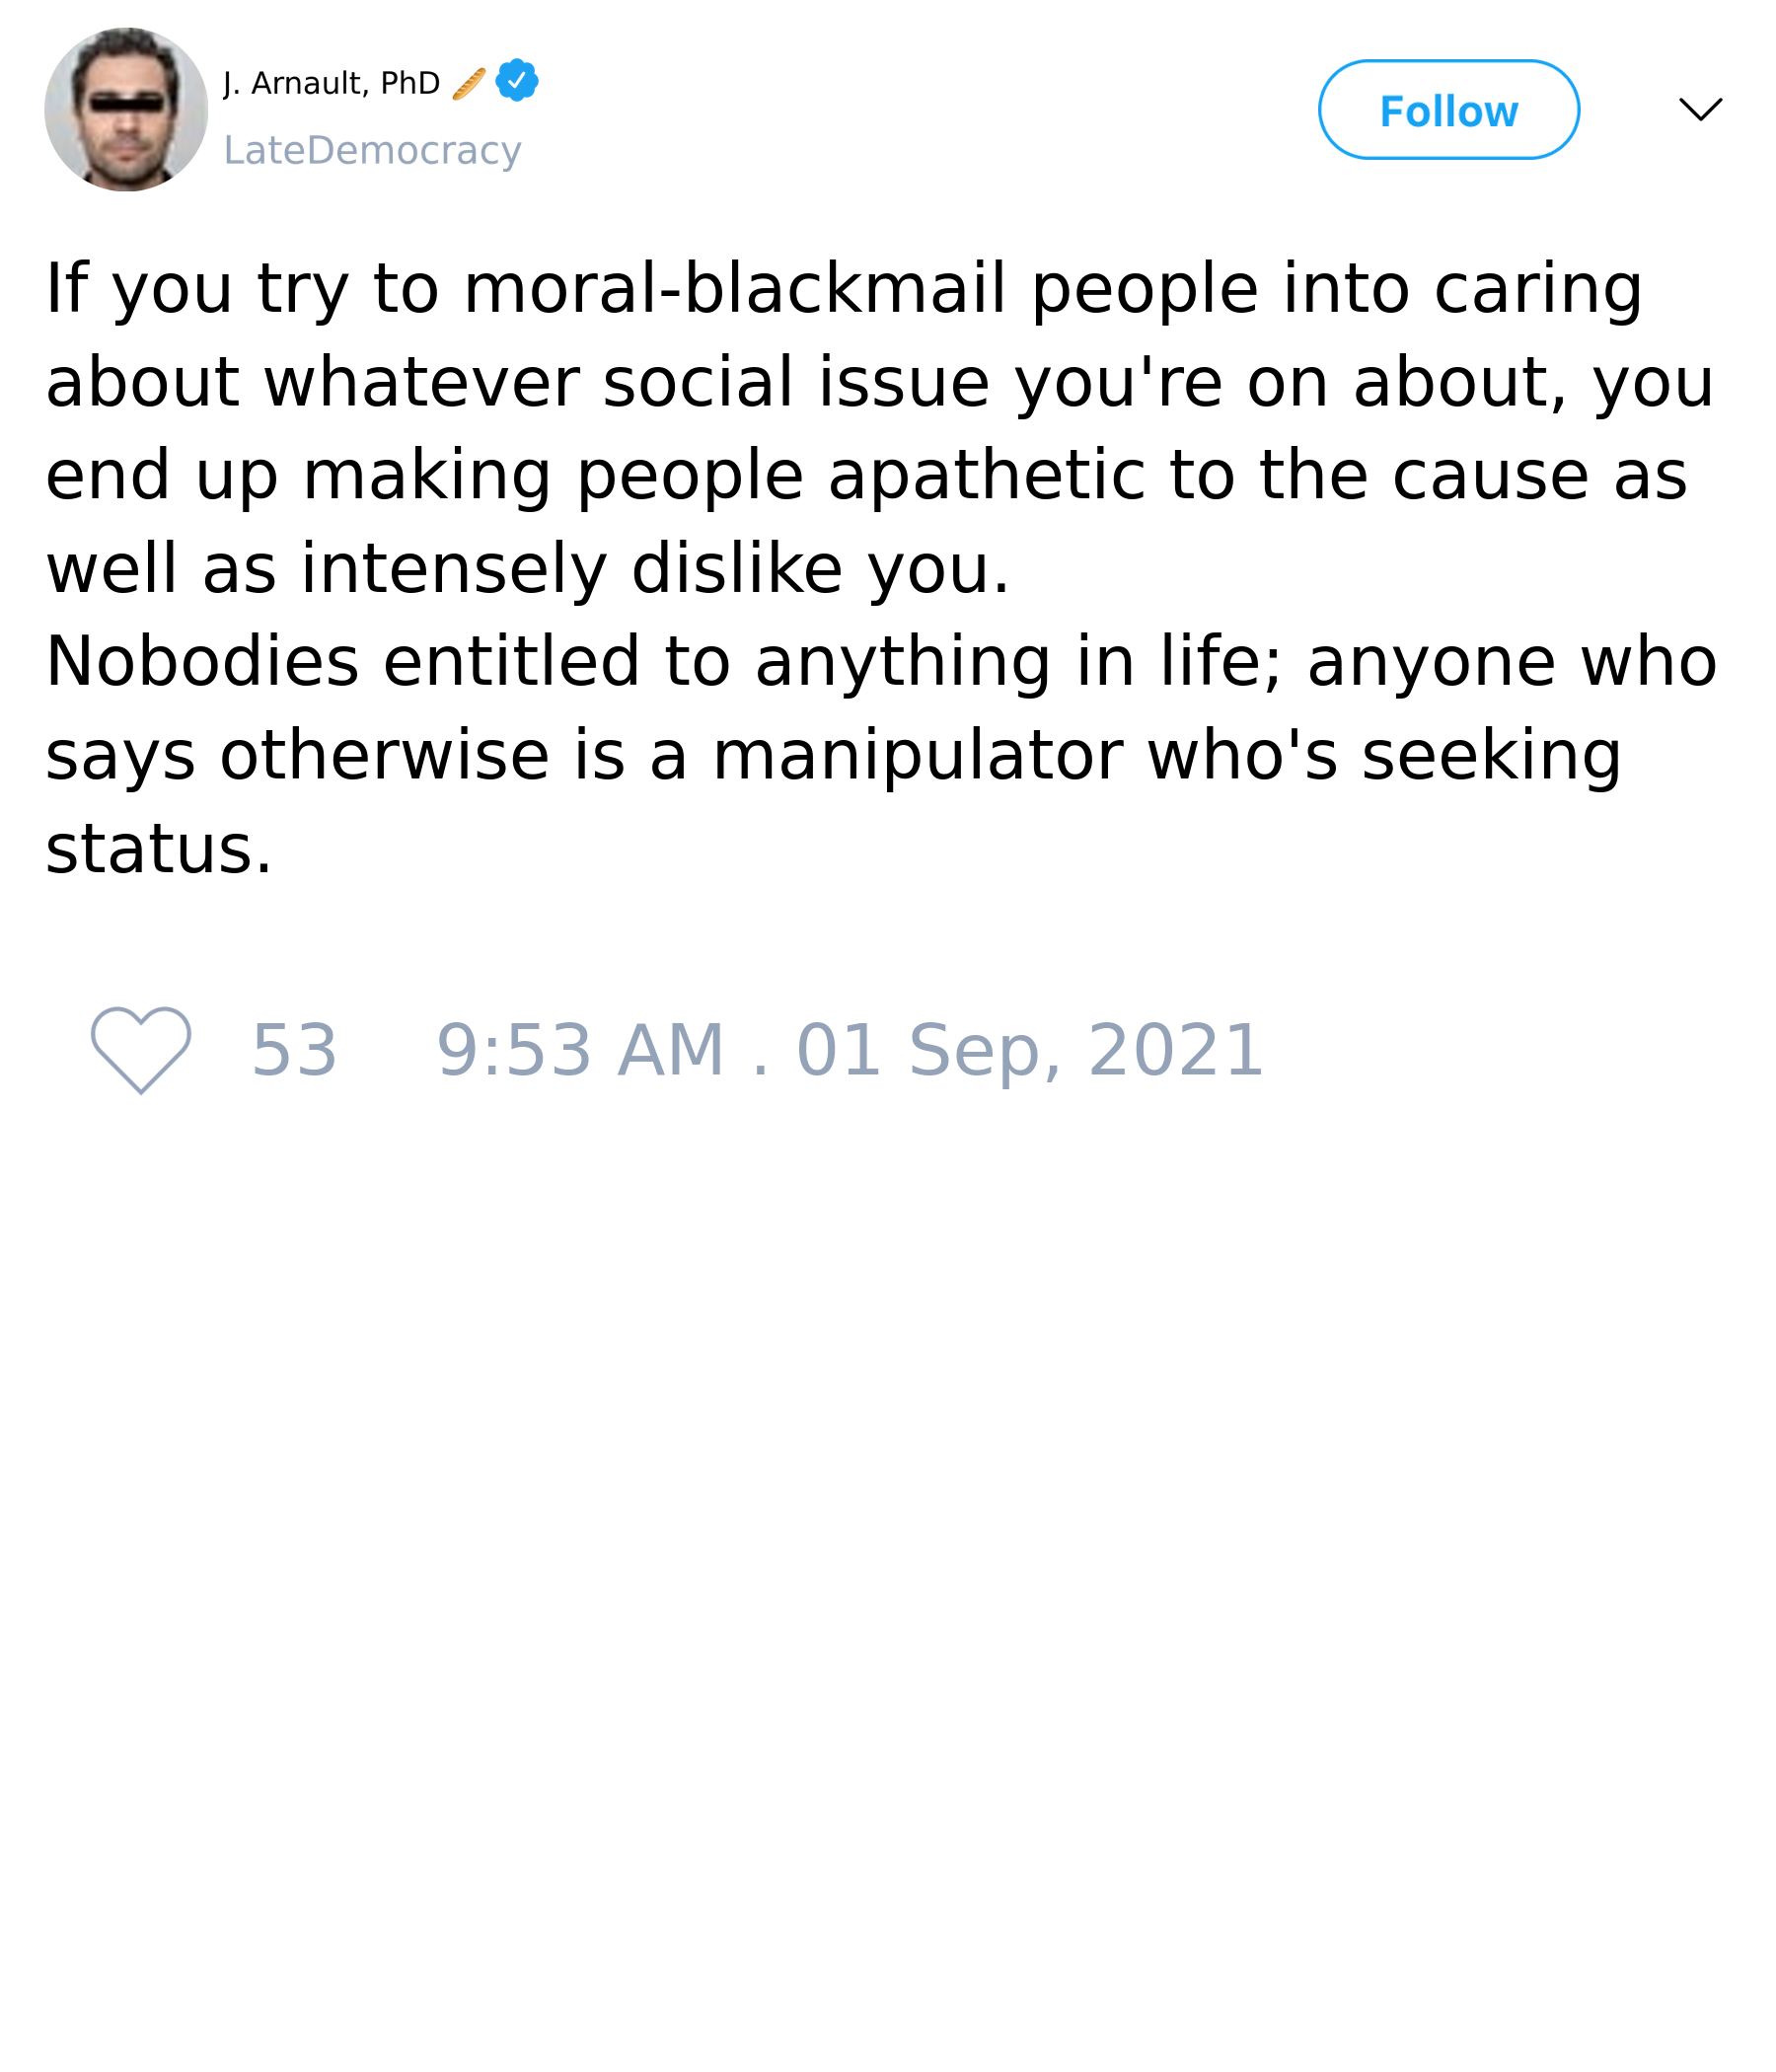 J. Arnault, PhD 🥖
LateDemocracy
Follow
If you try to moral-blackmail people into caring
about whatever social issue you're on about, you
end up making people apathetic to the cause as
well as intensely dislike you.
Nobodies entitled to anything in life; anyone who
says otherwise is a manipulator who's seeking
status.
53 9:53 AM . 01 Sep, 2021